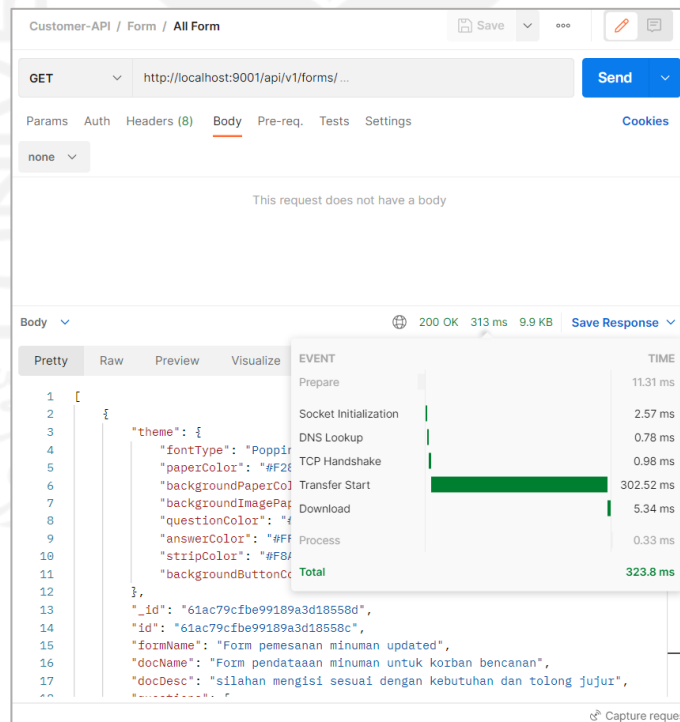 Customer-API / Form / All Form
Save
GET
http://localhost:9001/api/v1/forms/ ...
Send
Params Auth Headers (8) Body Pre-req. Tests Settings Cookies
none
This request does not have a body
Body 200 OK 313 ms 9.9 KB Save Response
Pretty Raw Preview Visualize
EVENT TIME
Prepare 11.31 ms
Socket Initialization 2.57 ms
DNS Lookup 0.78 ms
TCP Handshake 0.98 ms
Transfer Start 302.52 ms
Download 5.34 ms
Process 0.33 ms
Total 323.8 ms
1 [
2 {
3 "theme": {
4 "fontType": "Poppin
5 "paperColor": "#F28
6 "backgroundPaperCol
7 "backgroundImagePap
8 "questionColor": "#
9 "answerColor": "#FF
10 "stripColor": "#F8A
11 "backgroundButtonCo
12 },
13 "_id": "61ac79cfbe99189a3d18558d",
14 "id": "61ac79cfbe99189a3d18558c",
15 "formName": "Form pemesanan minuman updated",
16 "docName": "Form pendataaan minuman untuk korban bencanan",
17 "docDesc": "silahan mengisi sesuai dengan kebutuhan dan tolong jujur",
Capture reque